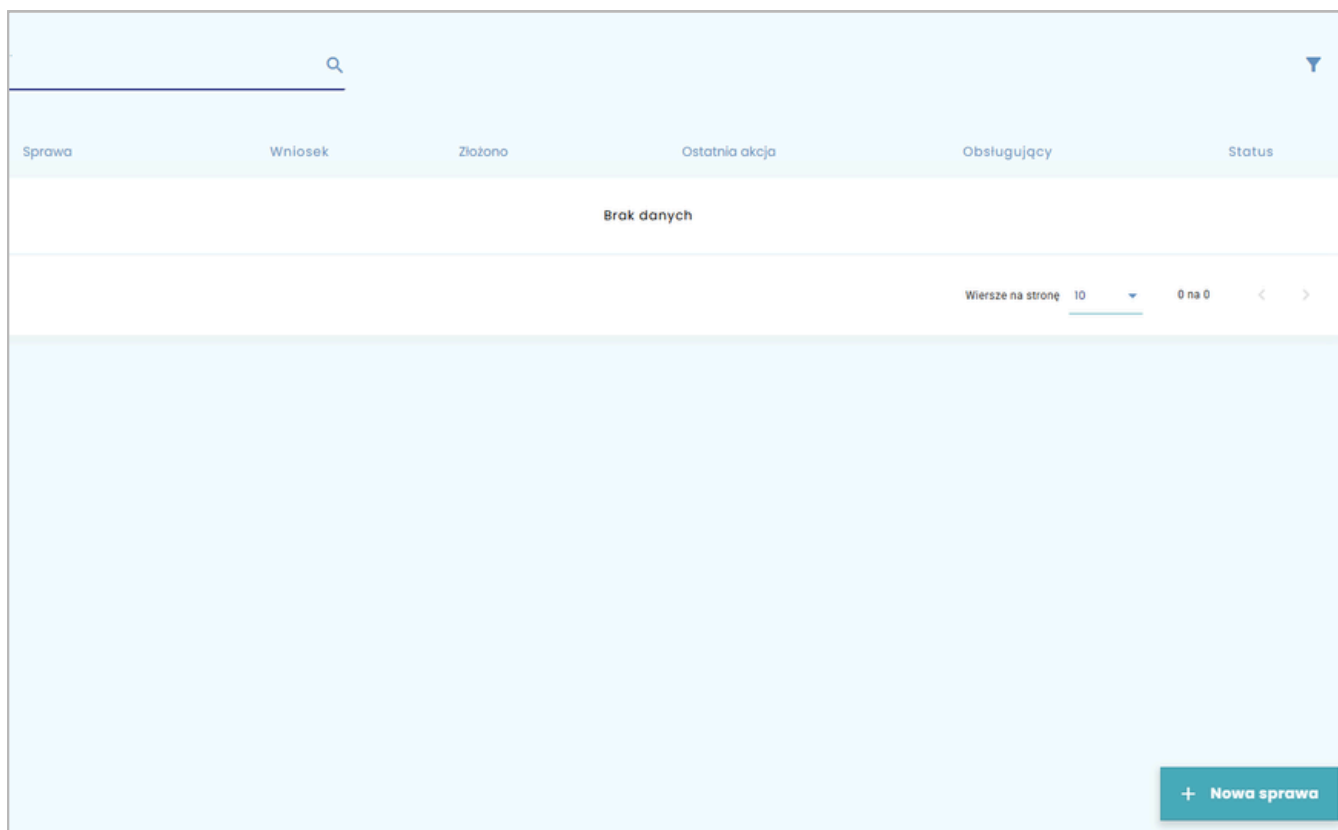 Sprawa Wniosek Złożono Ostatnia akcja Obsługujący Status
Brak danych
Wiersze na stronę 10 0 na 0
+ Nowa sprawa